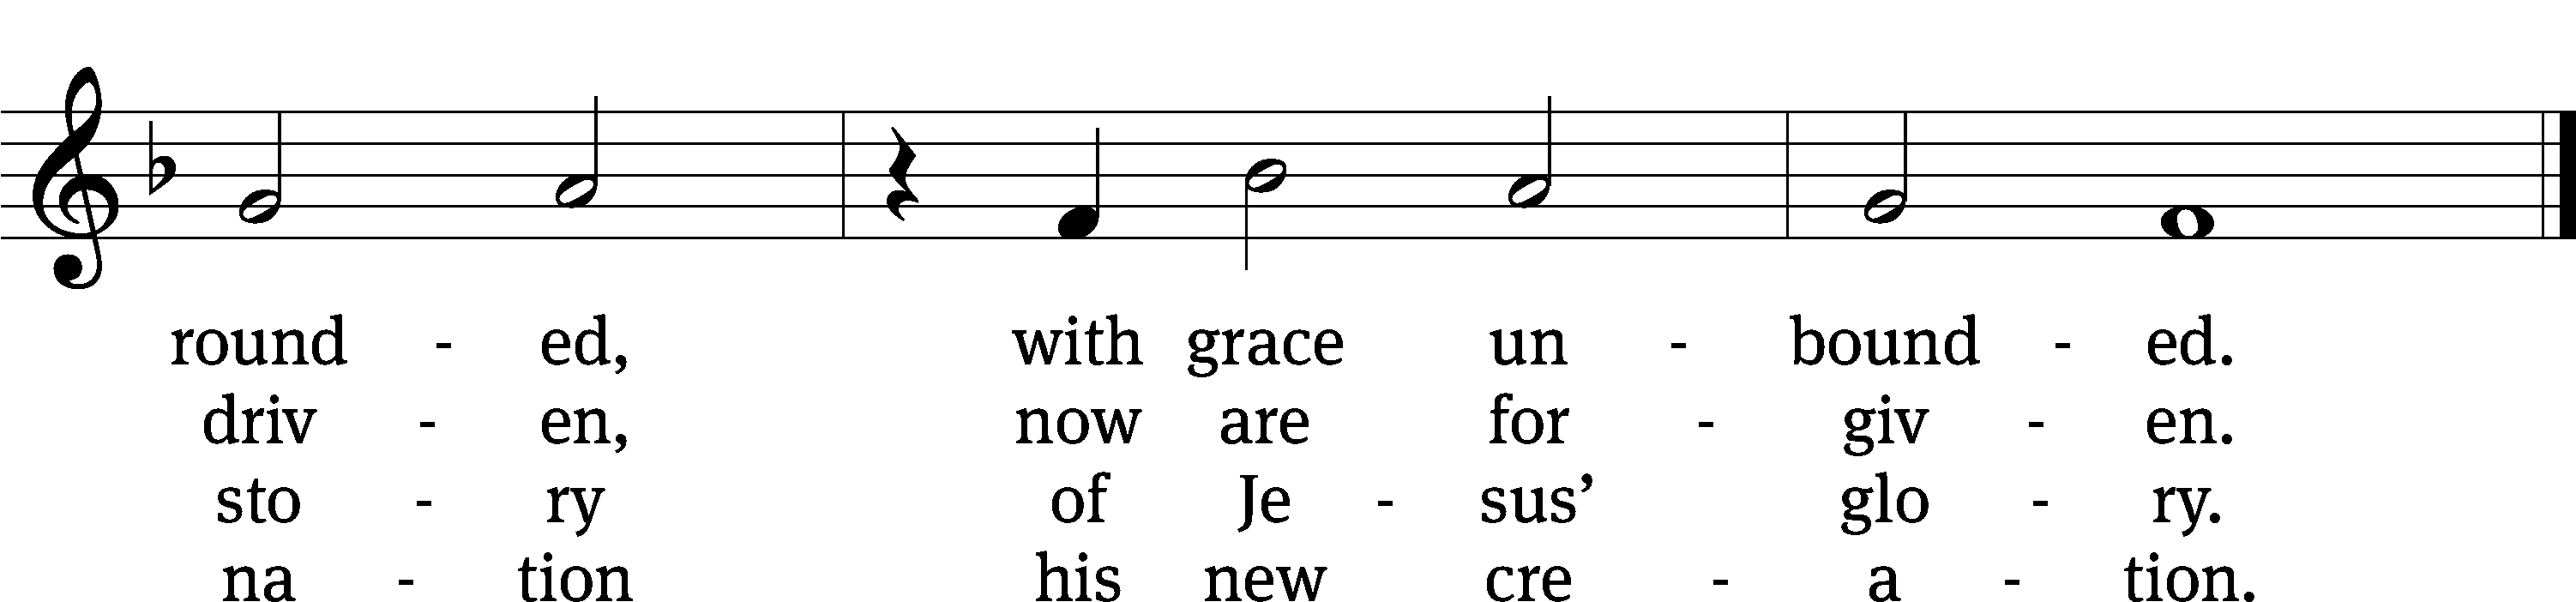 round - ed, with grace un - bound - ed.
driv - en, now are for - giv - en.
sto - ry of Je - sus’ glo - ry.
na - tion his new cre - a - tion.